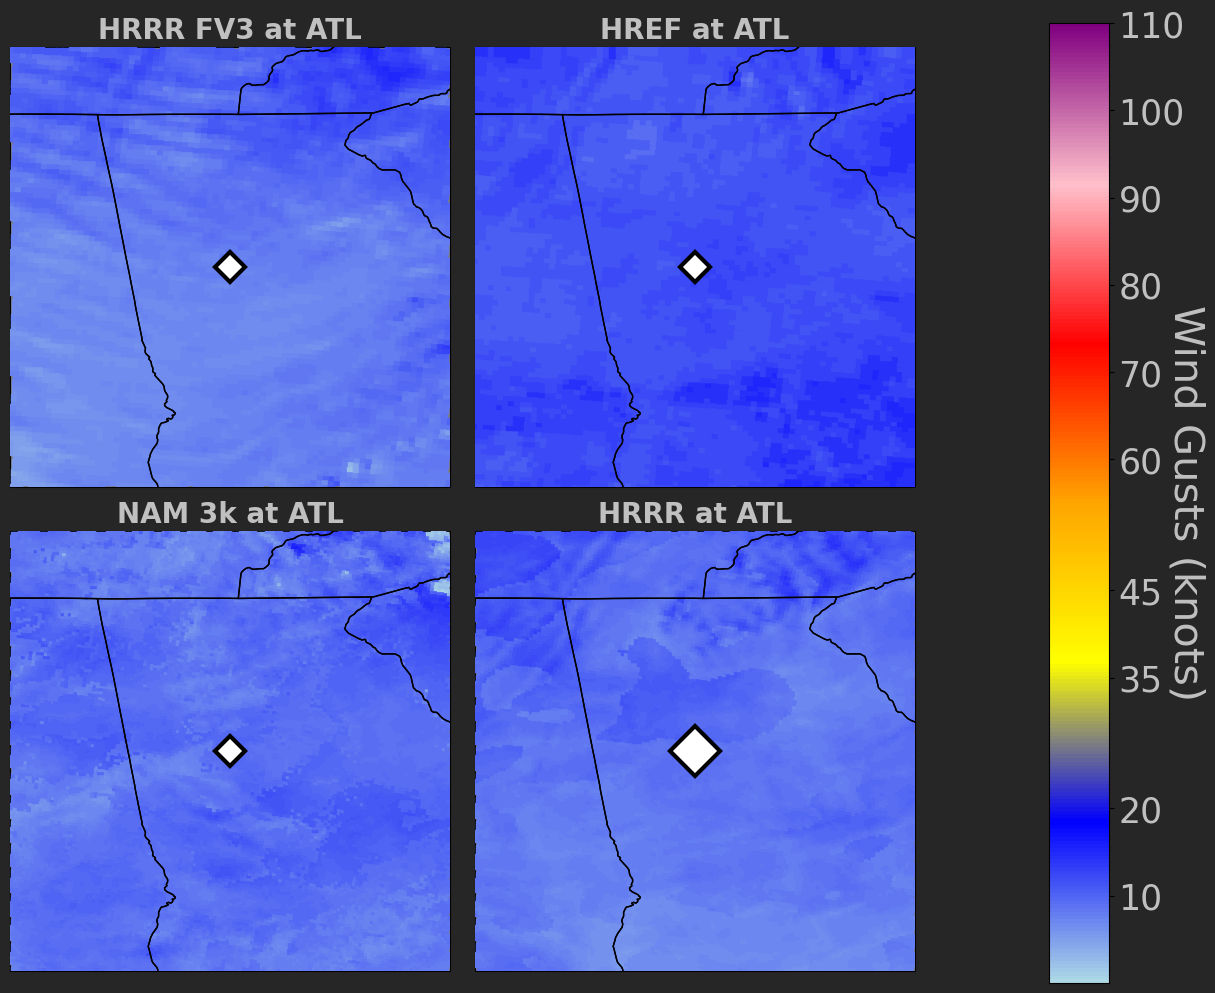 HRRR FV3 at ATL
HREF at ATL
NAM 3k at ATL
HRRR at ATL
110
100
90
80
70
60
45
35
20
10
Wind Gusts (knots)